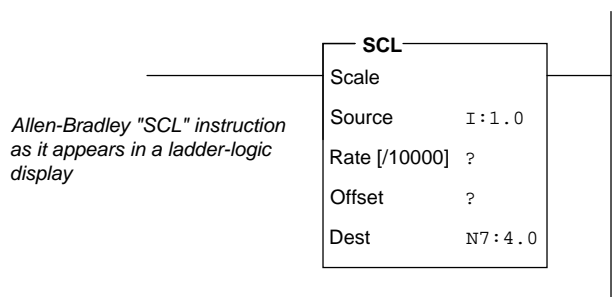 SCL
Scale
Source I:1.0
Rate [/10000] ?
Offset ?
Dest N7:4.0
Allen-Bradley "SCL" instruction
as it appears in a ladder-logic
display